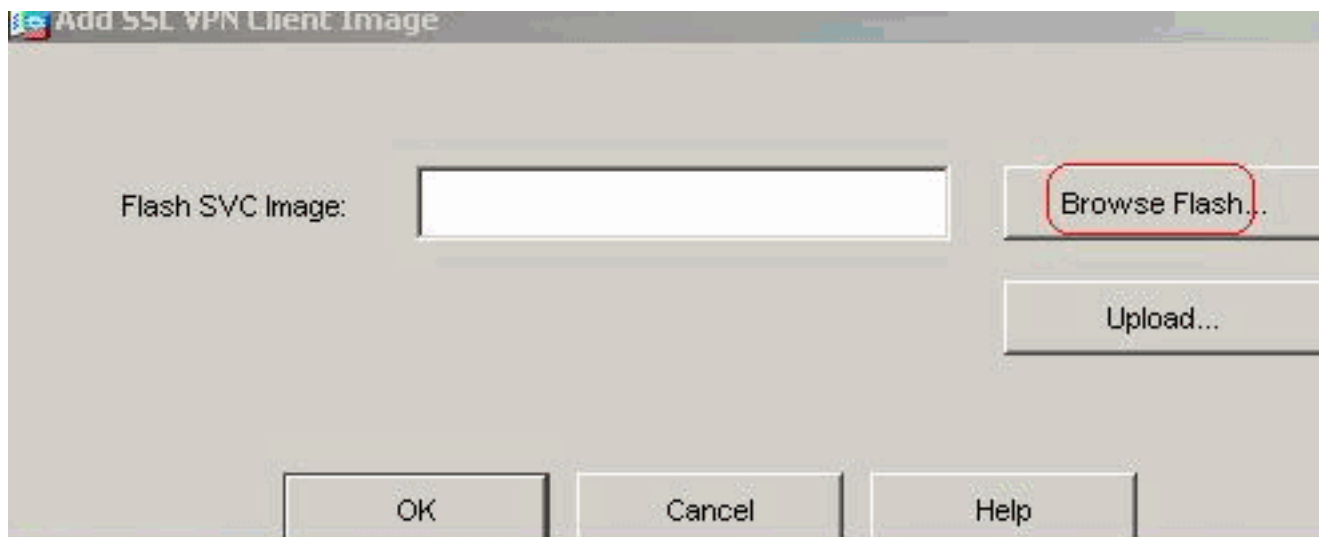 Add SSL VPN Client Image
Flash SVC Image:
Browse Flash...
Upload...
OK
Cancel
Help